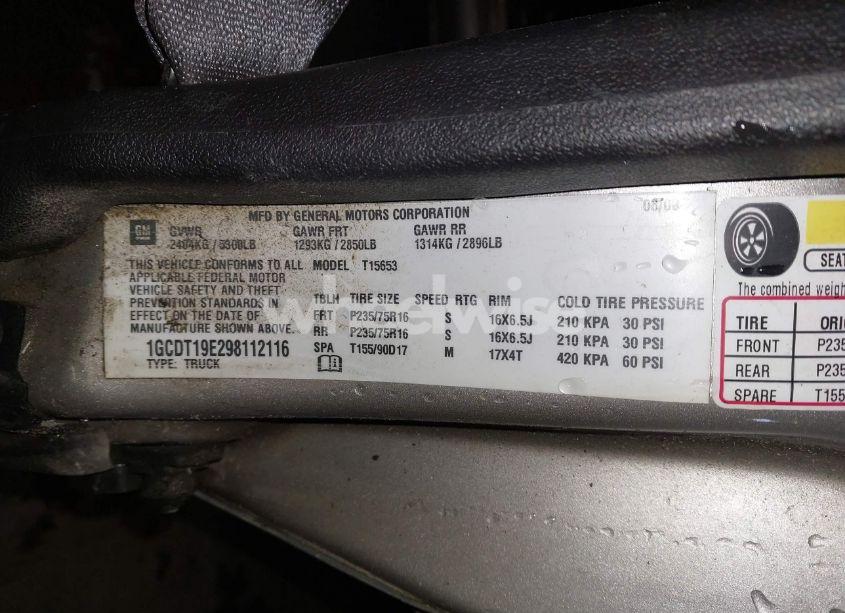 MFD BY GENERAL MOTORS CORPORATION
GM
GVWR GAWR FRT GAWR RR
2404KG / 5300LB 1293KG / 2850LB 1314KG / 2896LB
THIS VEHICLE CONFORMS TO ALL MODEL T15653
APPLICABLE FEDERAL MOTOR
VEHICLE SAFETY AND THEFT
PREVENTION STANDARDS IN
EFFECT ON THE DATE OF
MANUFACTURE SHOWN ABOVE.
1GCDT19E298112116
TYPE: TRUCK
TBLH TIRE SIZE SPEED RTG RIM COLD TIRE PRESSURE
FRT P235/75R16 S 16X6.5J 210 KPA 30 PSI
RR P235/75R16 S 16X6.5J 210 KPA 30 PSI
SPA T155/90D17 M 17X4T 420 KPA 60 PSI
SEAT
The combined weigh
TIRE ORI
FRONT P235
REAR P235
SPARE T155